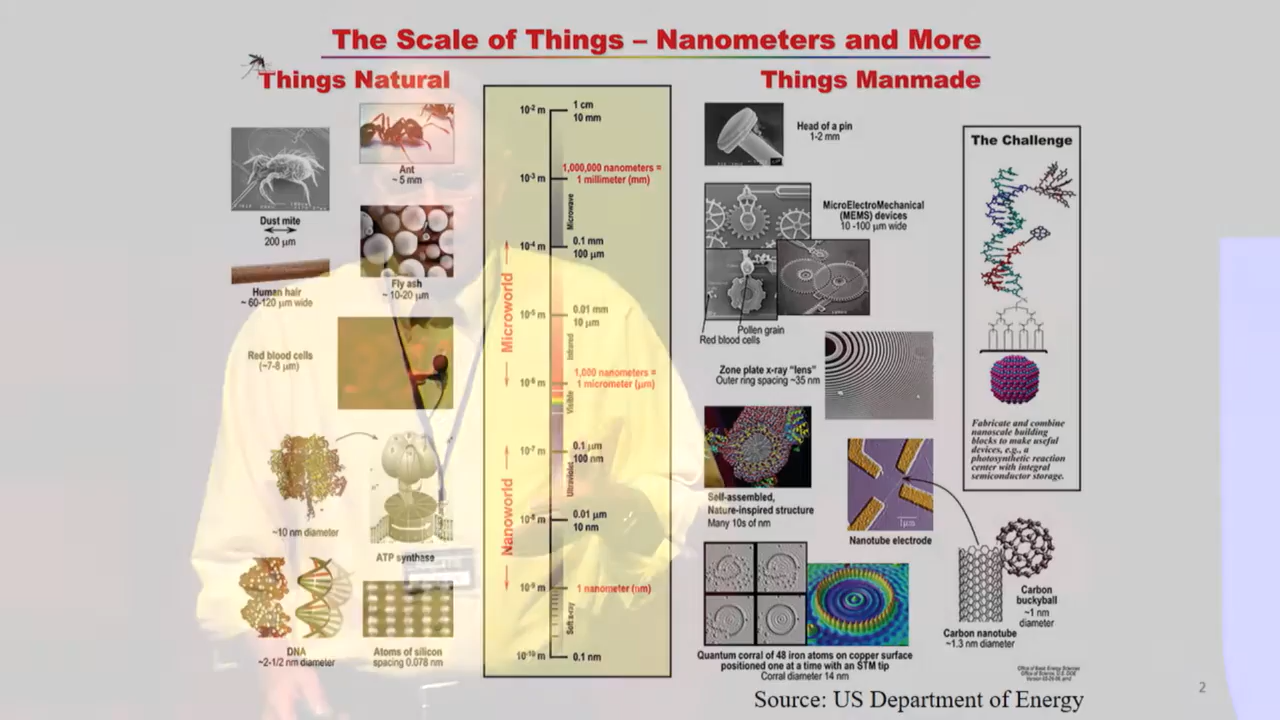 The Scale of Things – Nanometers and More
Things Natural
Ant
~ 5 mm
Dust mite
200 µm
Human hair
~ 60-120 µm wide
Fly ash
~ 10-20 µm
Red blood cells
(~7-8 µm)
~10 nm diameter
ATP synthase
DNA
~2-1/2 nm diameter
Atoms of silicon
spacing 0.078 nm
10⁻² m
1 cm
10 mm
1,000,000 nanometers =
1 millimeter (mm)
10⁻³ m
Microwave
0.1 mm
100 µm
10⁻⁴ m
Microworld
0.01 mm
10 µm
10⁻⁵ m
Infrared
1,000 nanometers =
1 micrometer (µm)
10⁻⁶ m
Visible
0.1 µm
100 nm
10⁻⁷ m
Ultraviolet
Nanoworld
0.01 µm
10 nm
10⁻⁸ m
1 nanometer (nm)
10⁻⁹ m
Soft x-ray
10⁻¹⁰ m
0.1 nm
Things Manmade
Head of a pin
1-2 mm
MicroElectroMechanical
(MEMS) devices
10 -100 µm wide
Pollen grain
Red blood cells
Zone plate x-ray “lens”
Outer ring spacing ~35 nm
Self-assembled,
Nature-inspired structure
Many 10s of nm
1µm
Nanotube electrode
Carbon
buckyball
~1 nm
diameter
Carbon nanotube
~1.3 nm diameter
Quantum corral of 48 iron atoms on copper surface
positioned one at a time with an STM tip
Corral diameter 14 nm
The Challenge
Fabricate and combine
nanoscale building
blocks to make useful
devices, e.g., a
photosynthetic reaction
center with integral
semiconductor storage.
Office of Basic Energy Sciences
Office of Science, U.S. DOE
Source: US Department of Energy
2